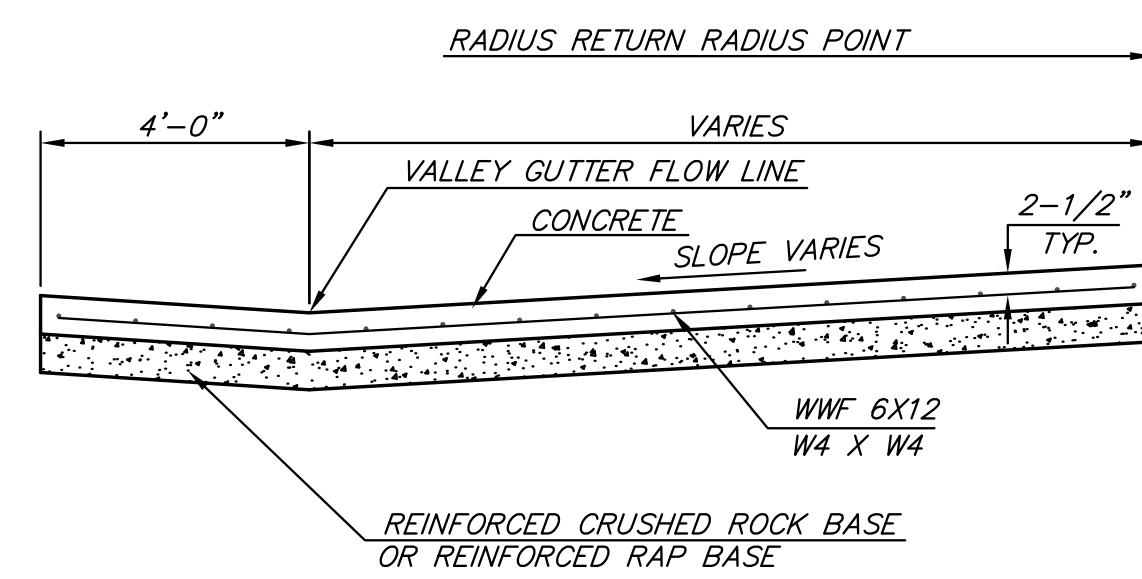 RADIUS RETURN RADIUS POINT
4'-0"
VARIES
VALLEY GUTTER FLOW LINE
2-1/2"
TYP.
CONCRETE
SLOPE VARIES
WWF 6X12
W4 X W4
REINFORCED CRUSHED ROCK BASE
OR REINFORCED RAP BASE